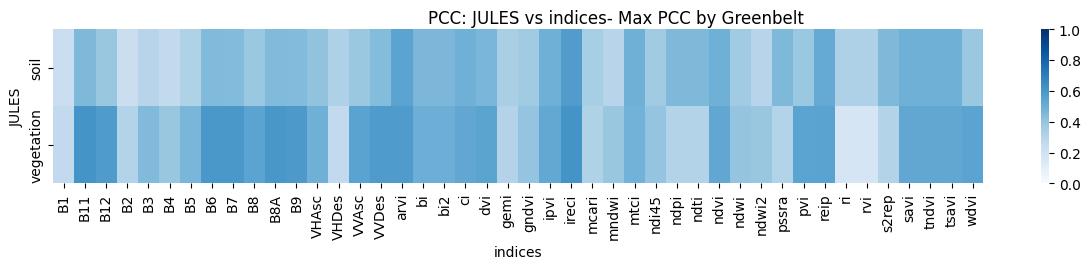 PCC: JULES vs indices- Max PCC by Greenbelt
JULES
soil
vegetation
B1 B11 B12 B2 B3 B4 B5 B6 B7 B8 B8A B9 VHAsc VHDes VVAsc VVDes arvi bi bi2 ci dvi gemi gndvi ipvi ireci mcari mndwi mtci ndi45 ndpi ndti ndvi ndwi ndwi2 pssra pvi reip ri rvi s2rep savi tndvi tsavi wdvi
indices
1.0
0.8
0.6
0.4
0.2
0.0